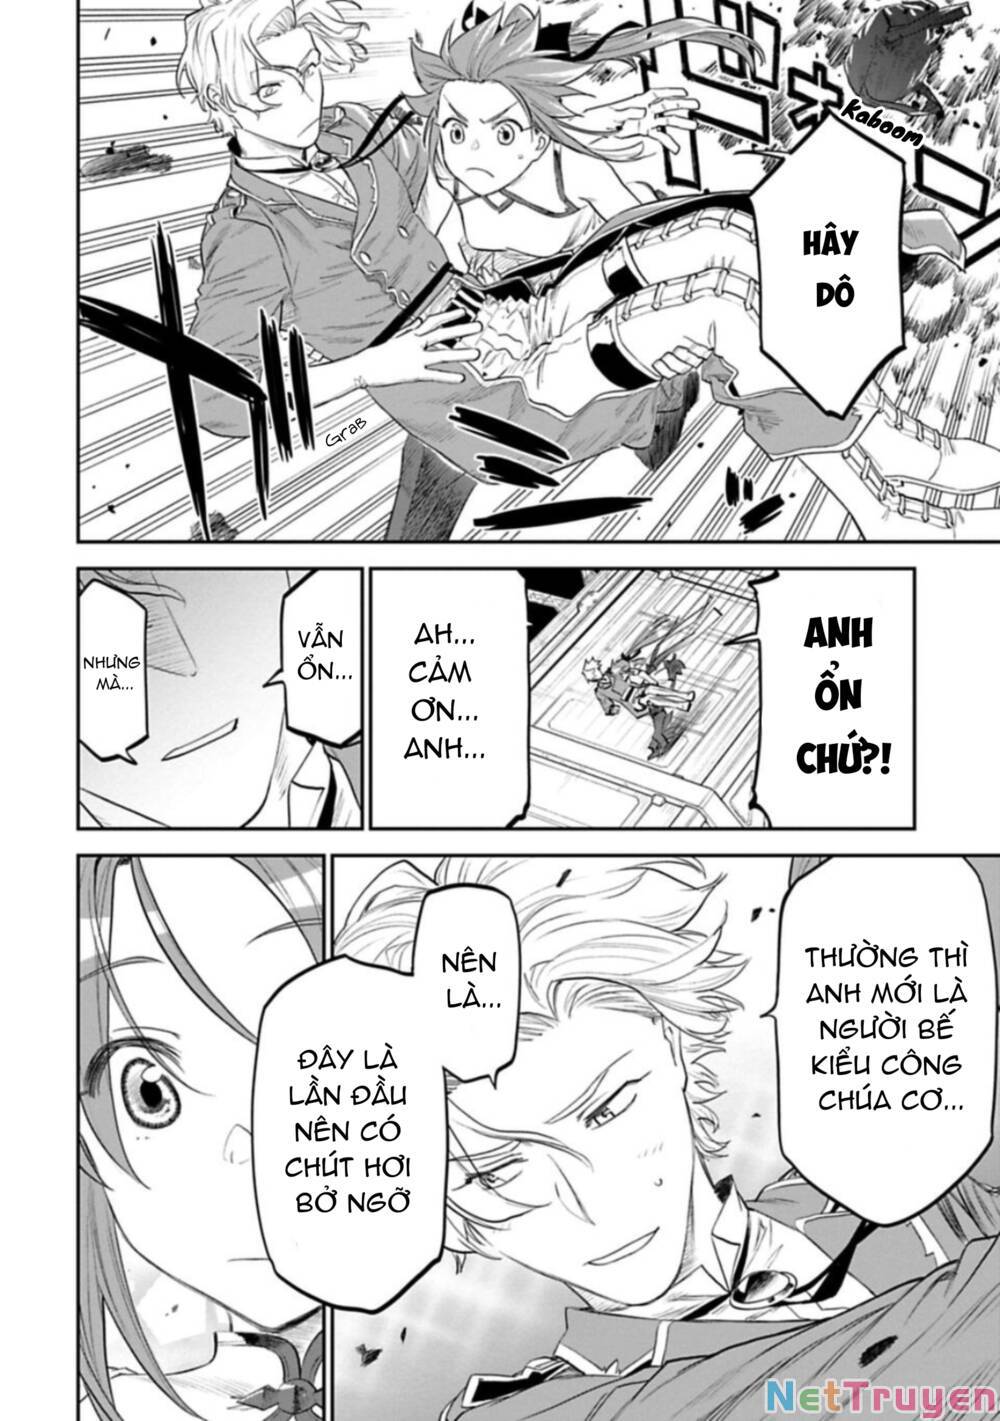 Kaboom
HÂY
DÔ
Grab
ANH
ỔN
CHỨ?!
AH...
CẢM
ƠN...
ANH...
VẪN
ỔN...
NHƯNG
MÀ...
THƯỜNG THÌ
ANH MỚI LÀ
NGƯỜI BẾ
KIỂU CÔNG
CHÚA CƠ...
NÊN
LÀ...
ĐÂY LÀ
LẦN ĐẦU
NÊN CÓ
CHÚT HƠI
BỞ NGỠ
NetTruyen